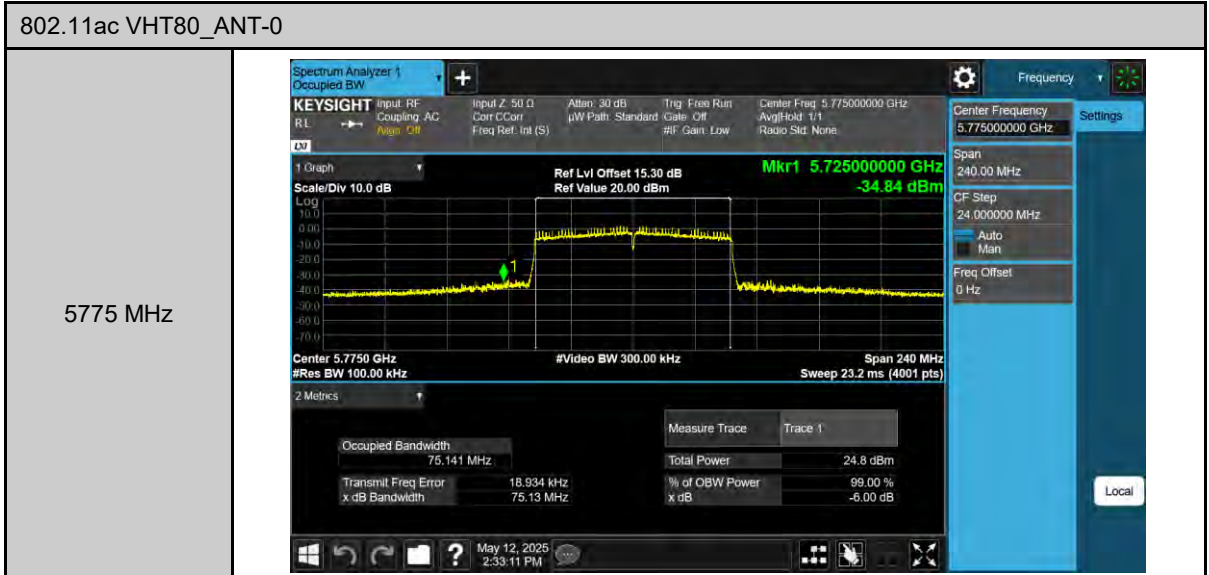 802.11ac VHT80_ANT-0
5775 MHz
Spectrum Analyzer 1
Occupied BW
+
Frequency
KEYSIGHT
RL
LXI
Input: RF
Coupling: AC
Align: Off
Input Z: 50 Ω
Corr CCorr
Freq Ref: Int (S)
Atten: 30 dB
µW Path: Standard
Trig: Free Run
Gate: Off
#IF Gain: Low
Center Freq: 5.775000000 GHz
Avg|Hold: 1/1
Radio Std: None
1 Graph
Scale/Div 10.0 dB
Ref Lvl Offset 15.30 dB
Ref Value 20.00 dBm
Mkr1 5.725000000 GHz
-34.84 dBm
Log
10.0
0.00
-10.0
-20.0
-30.0
-40.0
-50.0
-60.0
-70.0
1
Center 5.7750 GHz
#Res BW 100.00 kHz
#Video BW 300.00 kHz
Span 240 MHz
Sweep 23.2 ms (4001 pts)
2 Metrics
Occupied Bandwidth
75.141 MHz
Transmit Freq Error 18.934 kHz
x dB Bandwidth 75.13 MHz
Measure Trace Trace 1
Total Power 24.8 dBm
% of OBW Power 99.00 %
x dB -6.00 dB
Center Frequency
5.775000000 GHz
Span
240.00 MHz
CF Step
24.000000 MHz
Auto
Man
Freq Offset
0 Hz
Settings
Local
?
May 12, 2025
2:33:11 PM